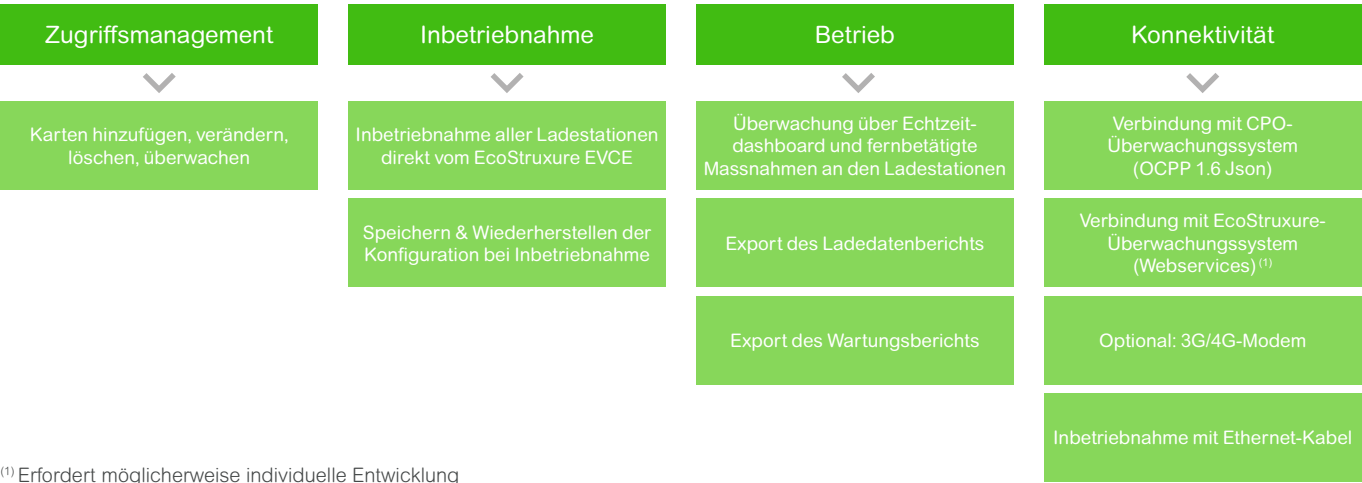 Zugriffsmanagement
Karten hinzufügen, verändern,
löschen, überwachen
Inbetriebnahme
Inbetriebnahme aller Ladestationen
direkt vom EcoStruxure EVCE
Speichern & Wiederherstellen der
Konfiguration bei Inbetriebnahme
Betrieb
Überwachung über Echtzeit-
dashboard und fernbetätigte
Massnahmen an den Ladestationen
Export des Ladedatenberichts
Export des Wartungsberichts
Konnektivität
Verbindung mit CPO-
Überwachungssystem
(OCPP 1.6 Json)
Verbindung mit EcoStruxure-
Überwachungssystem
(Webservices) (1)
Optional: 3G/4G-Modem
Inbetriebnahme mit Ethernet-Kabel
(1) Erfordert möglicherweise individuelle Entwicklung